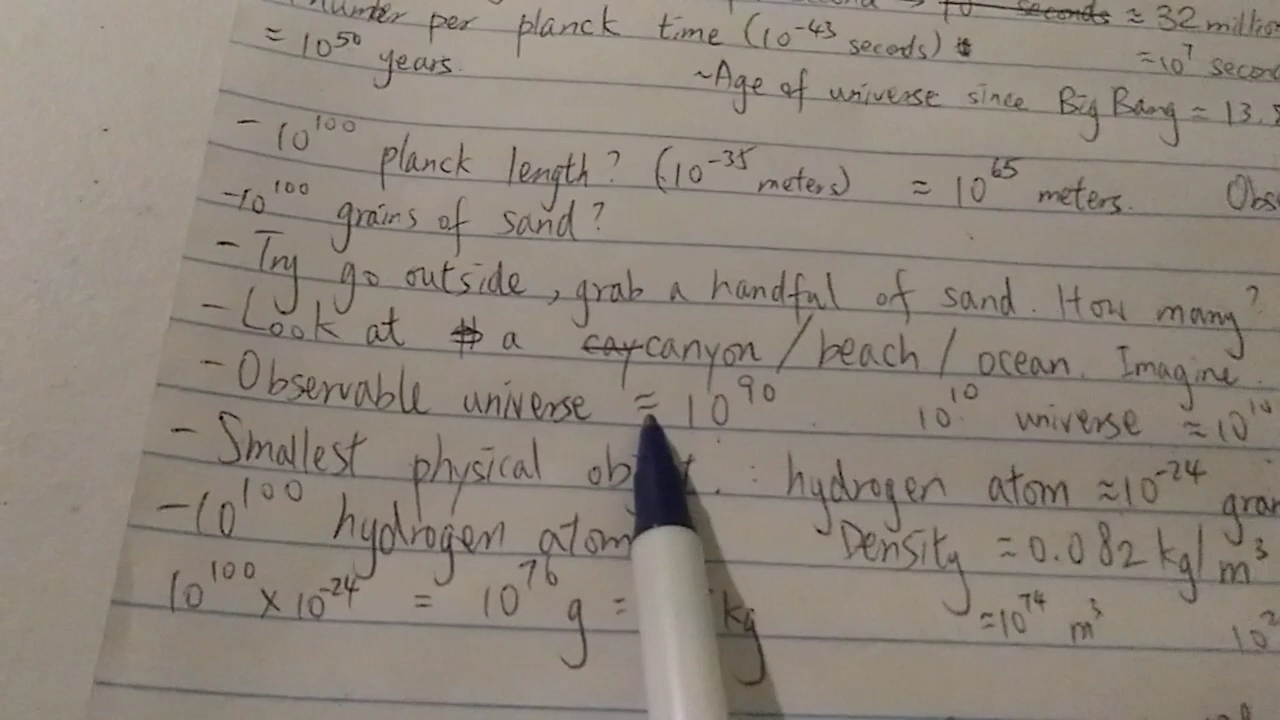 number per planck time (10^-43 seconds) seconds ≈ 32 million
= 10^50 years. =10^7 second
~Age of universe since Big Bang ≈ 13.
- 10^100 planck length? (10^-35 meters) = 10^65 meters. Obs
-10^100 grains of sand?
- Try go outside, grab a handful of sand. How many?
- Look at a canyon / beach / ocean. Imagine.
- Observable universe ≈ 10^90 10^10 universe ≈ 10^10
- Smallest physical : hydrogen atom ≈10^-24 gram
-10^100 hydrogen atom Density =0.082 kg/m^3
10^100 × 10^-24 = 10^76 g = kg =10^74 m^3 10^2